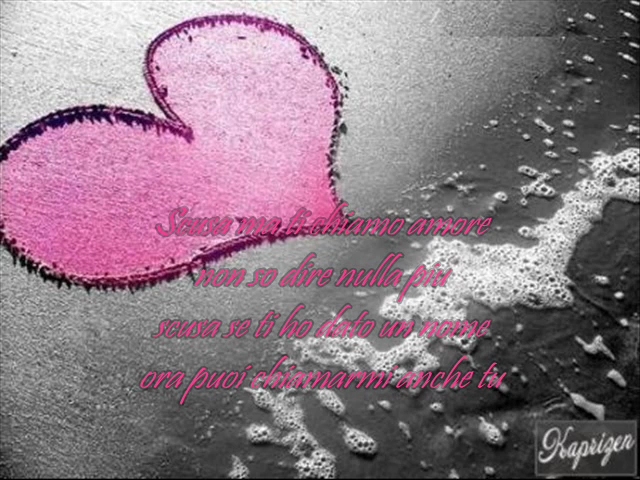 Scusa ma ti chiamo amore
non so dire nulla piu
scusa se ti ho dato un nome
ora puoi chiamarmi anche tu
Kaprizen